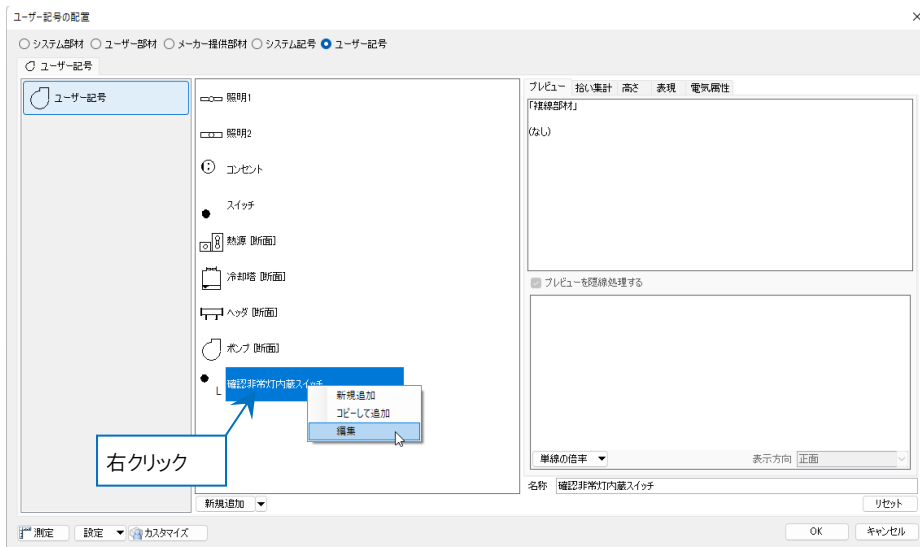 ユーザー記号の配置
システム部材 ユーザー部材 メーカー提供部材 システム記号 ユーザー記号
ユーザー記号
ユーザー記号
照明1
照明2
コンセント
スイッチ
熱源 [断面]
冷却塔 [断面]
ヘッダ [断面]
ポンプ [断面]
L 確認非常灯内蔵スイッチ
新規追加
コピーして追加
編集
右クリック
新規追加
プレビュー 拾い集計 高さ 表現 電気属性
「複線部材」
(なし)
プレビューを隠線処理する
単線の倍率 表示方向 正面
名称 確認非常灯内蔵スイッチ
リセット
測定 設定 カスタマイズ OK キャンセル